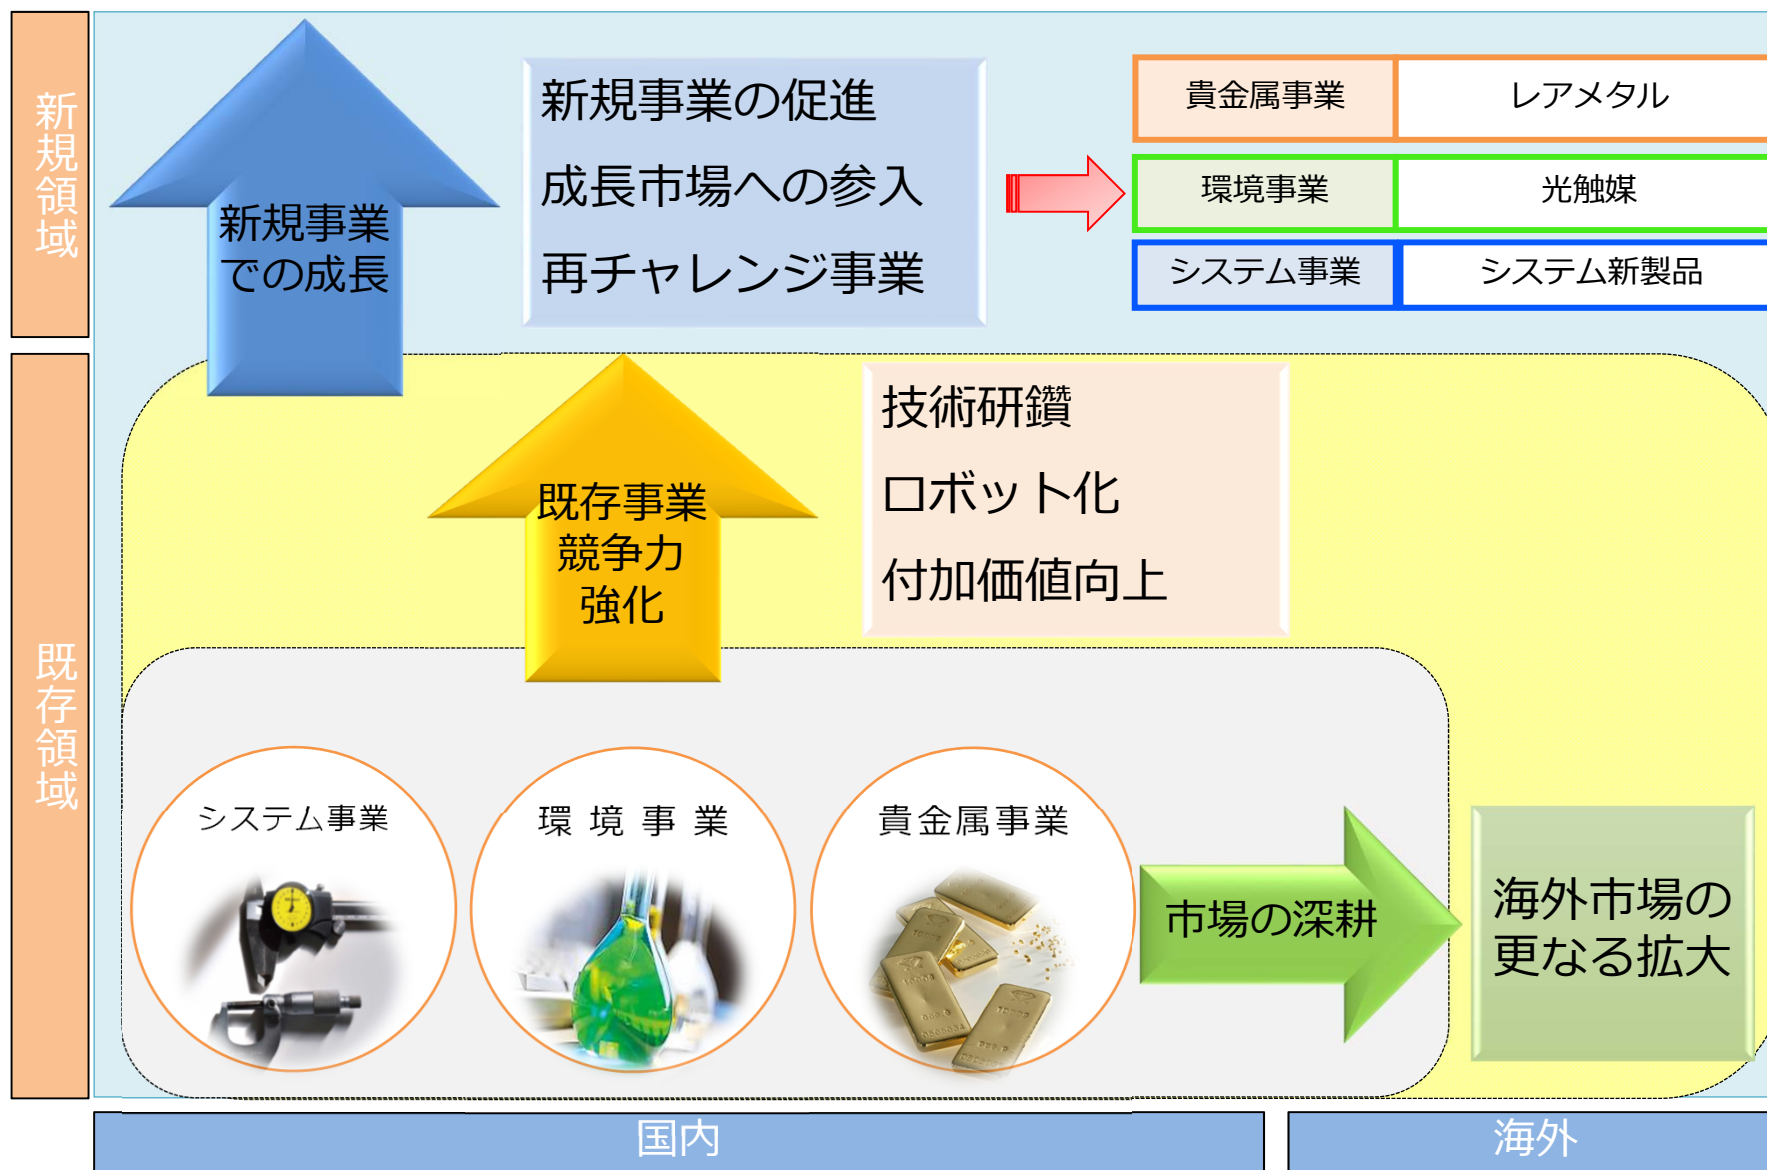 新規領域
新規事業
での成長
新規事業の促進
成長市場への参入
再チャレンジ事業
貴金属事業 レアメタル
環境事業 光触媒
システム事業 システム新製品
既存領域
既存事業
競争力
強化
技術研鑽
ロボット化
付加価値向上
システム事業
環境事業
貴金属事業
市場の深耕
海外市場の
更なる拡大
国内
海外